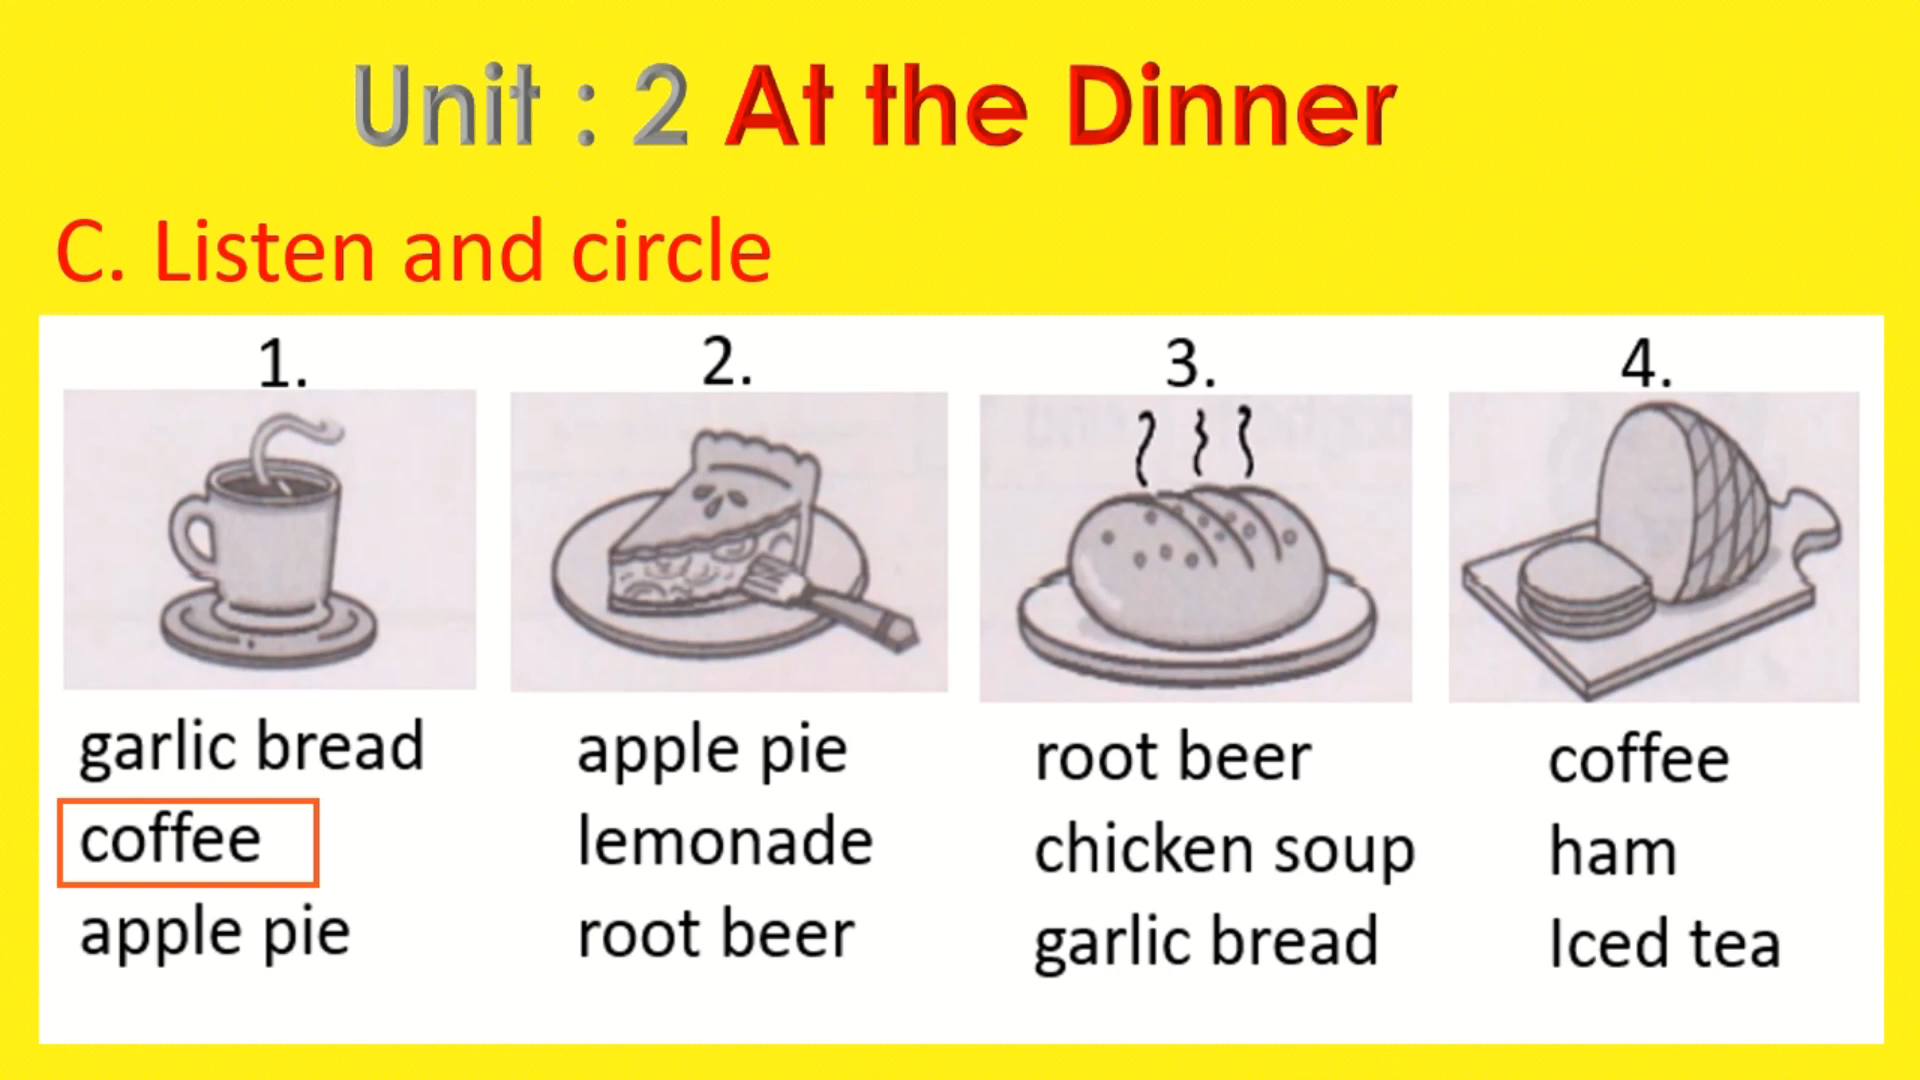 Unit : 2 At the Dinner
C. Listen and circle
1.
garlic bread
coffee
apple pie
2.
apple pie
lemonade
root beer
3.
root beer
chicken soup
garlic bread
4.
coffee
ham
Iced tea